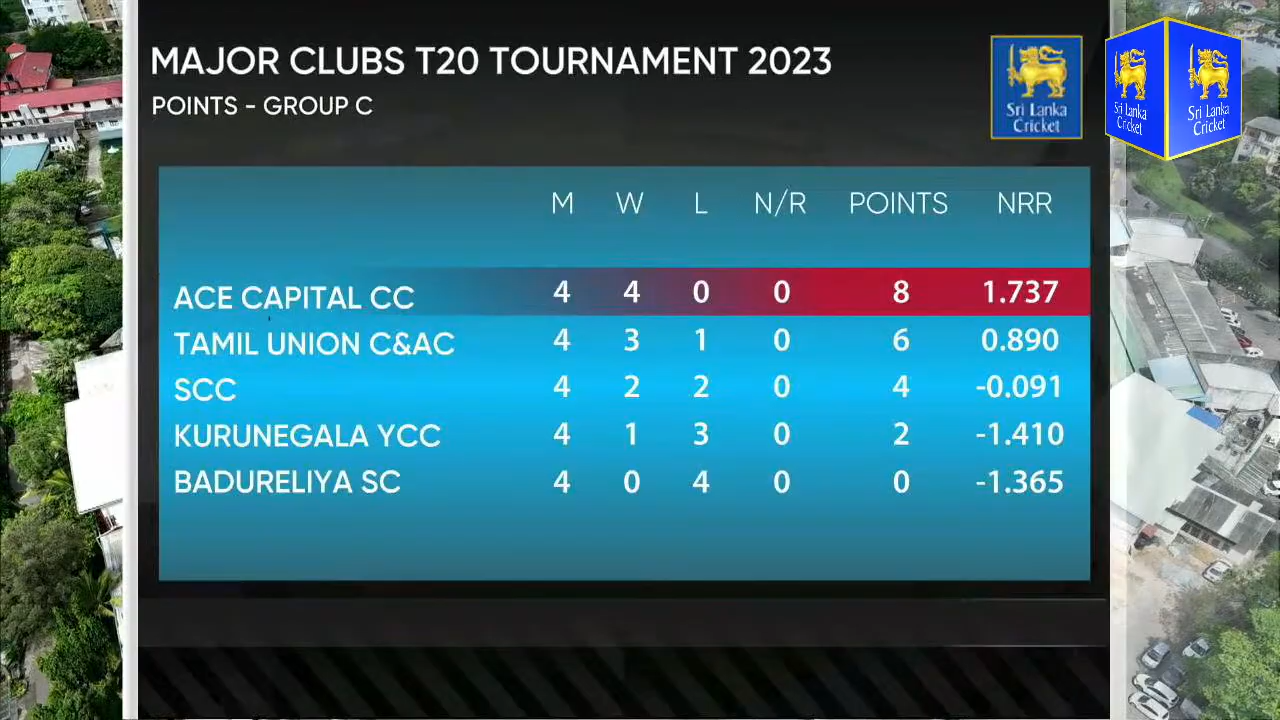 MAJOR CLUBS T20 TOURNAMENT 2023
POINTS - GROUP C
Sri Lanka
Cricket
Sri Lanka
Cricket
Sri Lanka
Cricket
M W L N/R POINTS NRR
ACE CAPITAL CC 4 4 0 0 8 1.737
TAMIL UNION C&AC 4 3 1 0 6 0.890
SCC 4 2 2 0 4 -0.091
KURUNEGALA YCC 4 1 3 0 2 -1.410
BADURELIYA SC 4 0 4 0 0 -1.365